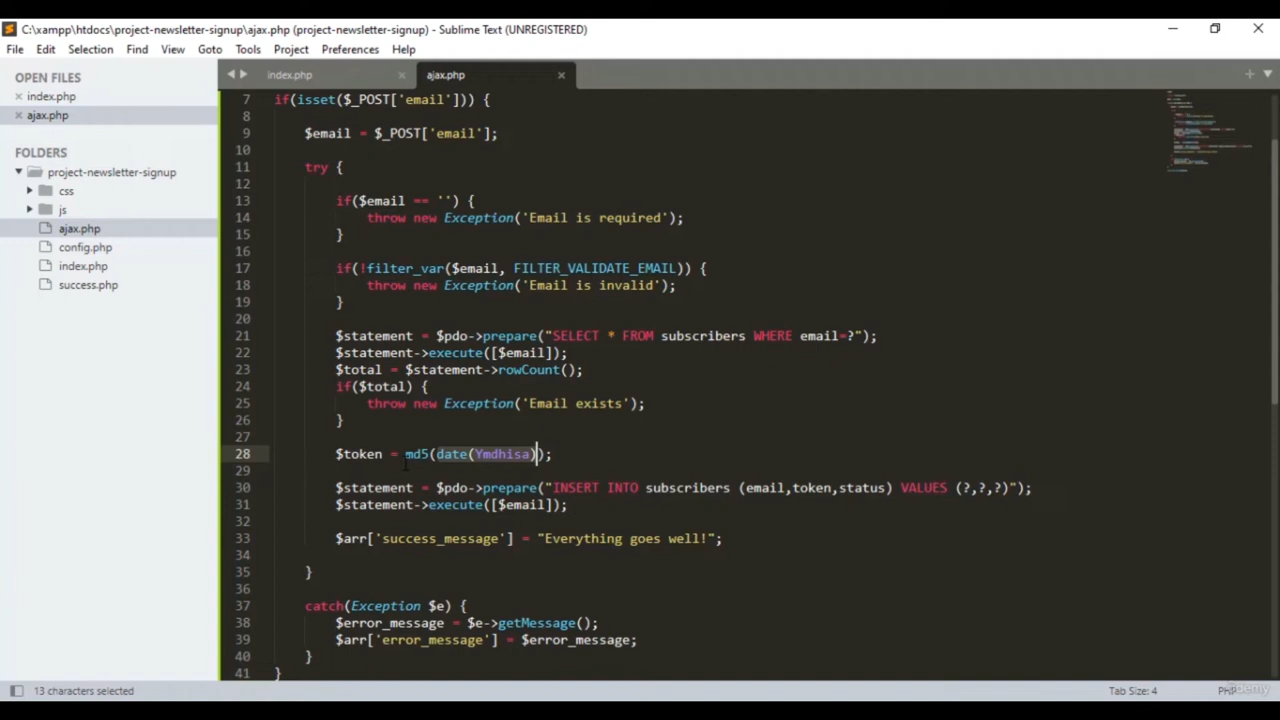 C:\xampp\htdocs\project-newsletter-signup\ajax.php (project-newsletter-signup) - Sublime Text (UNREGISTERED)
File Edit Selection Find View Goto Tools Project Preferences Help
OPEN FILES
× index.php
× ajax.php
FOLDERS
project-newsletter-signup
css
js
ajax.php
config.php
index.php
success.php
index.php × ajax.php ×
7 if(isset($_POST['email'])) {
8
9 $email = $_POST['email'];
10
11 try {
12
13 if($email == '') {
14 throw new Exception('Email is required');
15 }
16
17 if(!filter_var($email, FILTER_VALIDATE_EMAIL)) {
18 throw new Exception('Email is invalid');
19 }
20
21 $statement = $pdo->prepare("SELECT * FROM subscribers WHERE email=?");
22 $statement->execute([$email]);
23 $total = $statement->rowCount();
24 if($total) {
25 throw new Exception('Email exists');
26 }
27
28 $token = md5(date(Ymdhisa));
29
30 $statement = $pdo->prepare("INSERT INTO subscribers (email,token,status) VALUES (?,?,?)");
31 $statement->execute([$email]);
32
33 $arr['success_message'] = "Everything goes well!";
34
35 }
36
37 catch(Exception $e) {
38 $error_message = $e->getMessage();
39 $arr['error_message'] = $error_message;
40 }
41 }
13 characters selected
Tab Size: 4
PHP